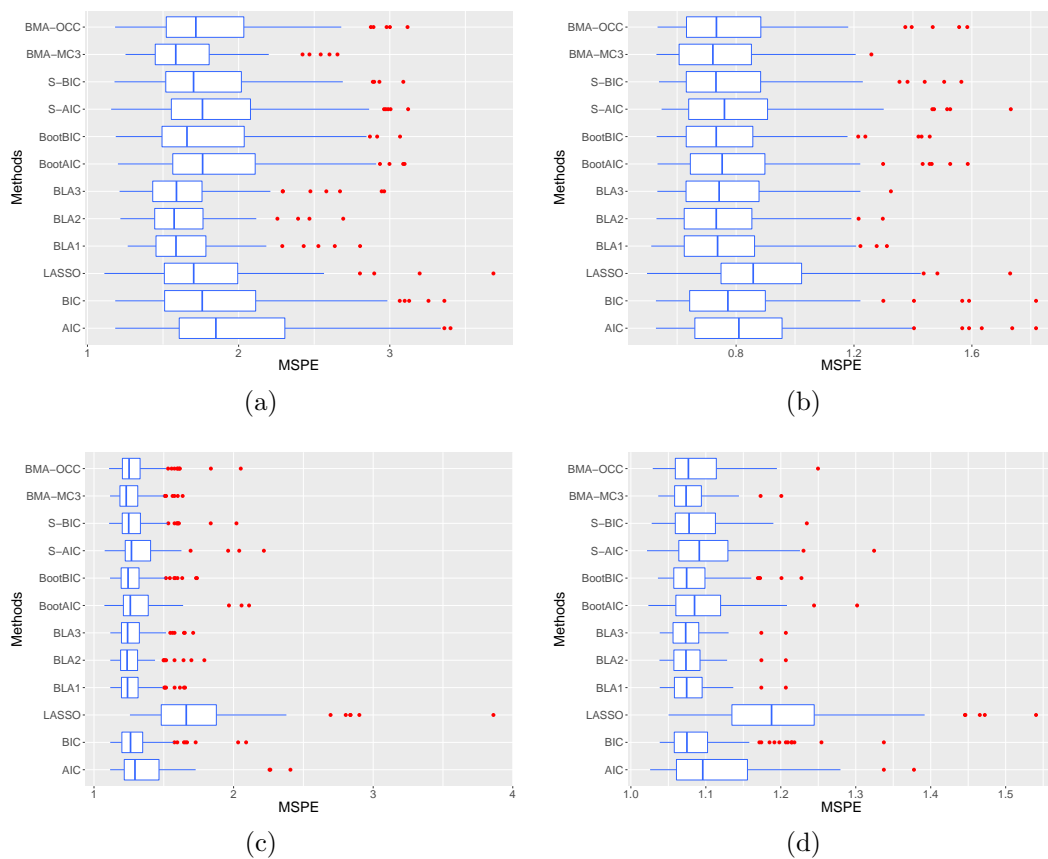 BMA−OCC
BMA−MC3
S−BIC
S−AIC
BootBIC
BootAIC
BLA3
BLA2
BLA1
LASSO
BIC
AIC
Methods
1 2 3
MSPE
(a)
BMA−OCC
BMA−MC3
S−BIC
S−AIC
BootBIC
BootAIC
BLA3
BLA2
BLA1
LASSO
BIC
AIC
Methods
0.8 1.2 1.6
MSPE
(b)
BMA−OCC
BMA−MC3
S−BIC
S−AIC
BootBIC
BootAIC
BLA3
BLA2
BLA1
LASSO
BIC
AIC
Methods
1 2 3 4
MSPE
(c)
BMA−OCC
BMA−MC3
S−BIC
S−AIC
BootBIC
BootAIC
BLA3
BLA2
BLA1
LASSO
BIC
AIC
Methods
1.0 1.1 1.2 1.3 1.4 1.5
MSPE
(d)